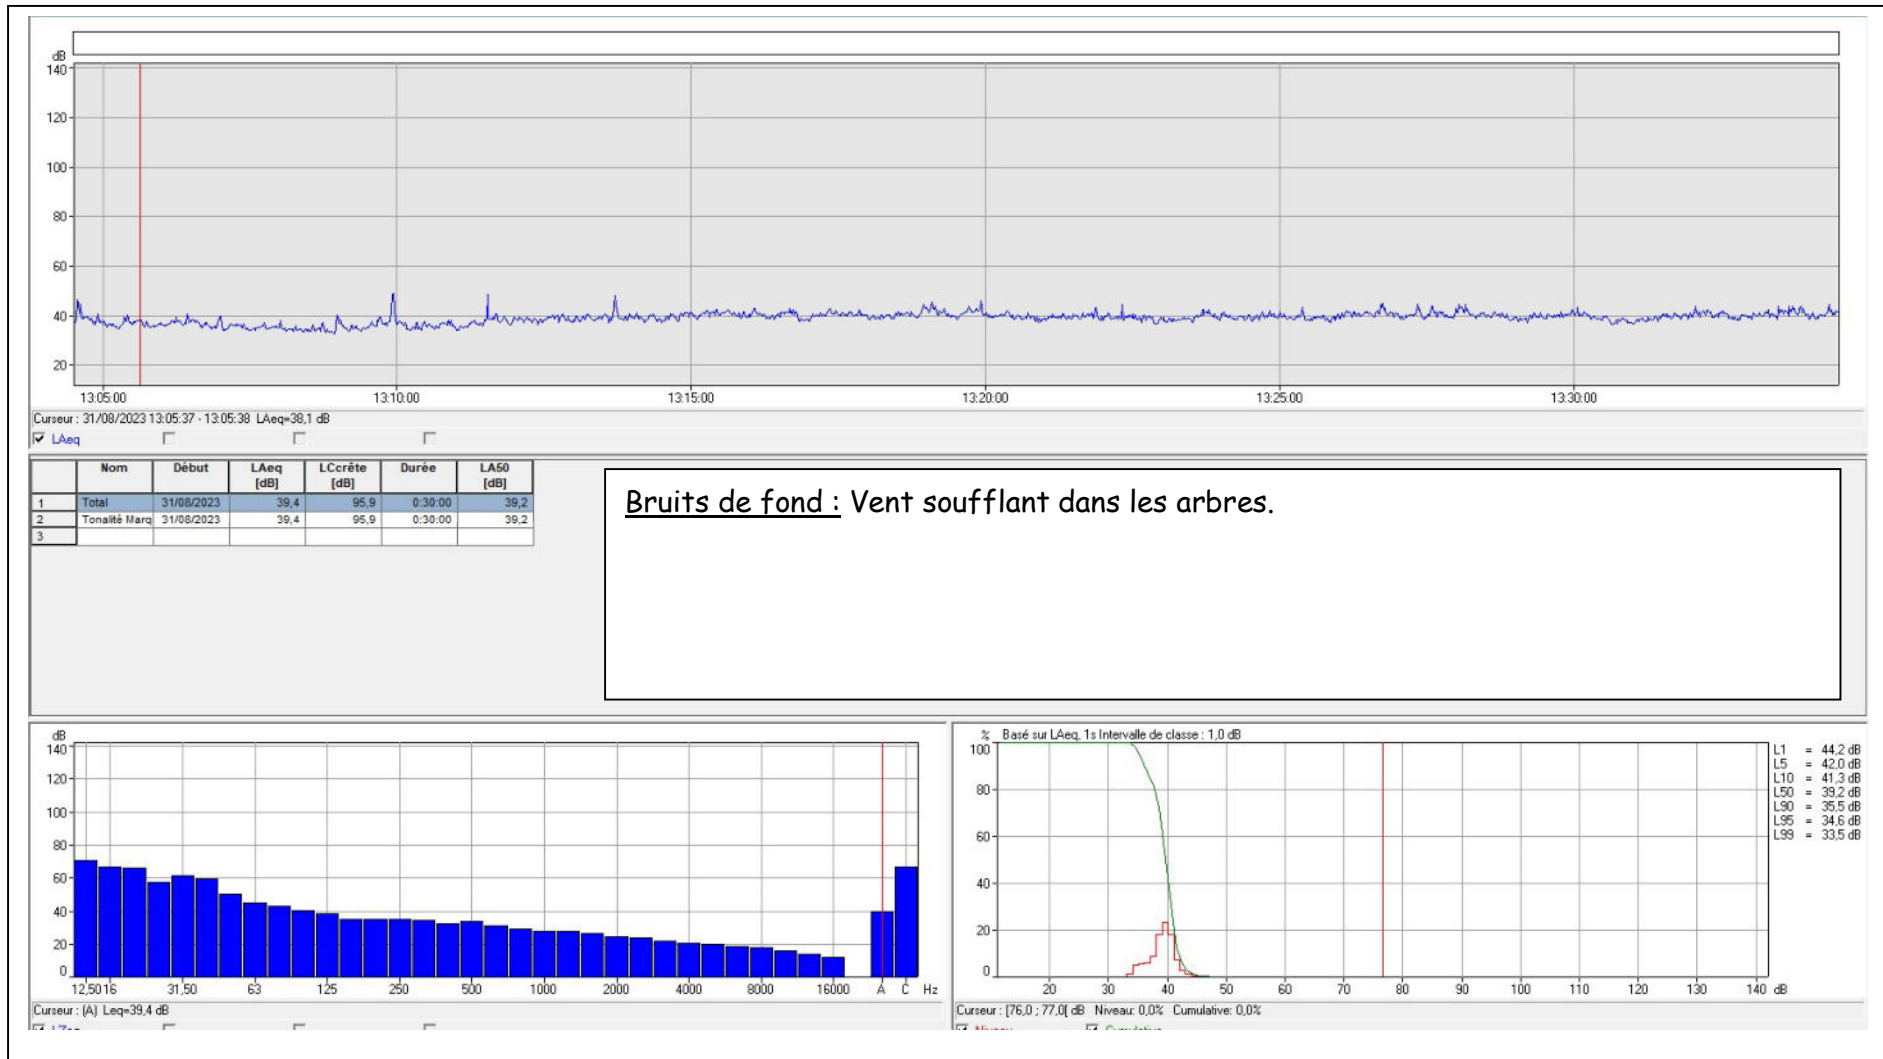 dB
140
120
100
80
60
40
20
13:05:00 13:10:00 13:15:00 13:20:00 13:25:00 13:30:00
Curseur : 31/08/2023 13:05:37 - 13:05:38 LAeq=38,1 dB
LAeq
Nom Début LAeq [dB] LCcrête [dB] Durée LA50 [dB]
1 Total 31/08/2023 39,4 95,9 0:30:00 39,2
2 Tonalité Marq 31/08/2023 39,4 95,9 0:30:00 39,2
3
Bruits de fond : Vent soufflant dans les arbres.
dB
140
120
100
80
60
40
20
0
12,50 16 31,50 63 125 250 500 1000 2000 4000 8000 16000 A C Hz
Curseur : (A) Leq=39,4 dB
% Basé sur LAeq, 1s Intervalle de classe : 1,0 dB
100
80
60
40
20
0
20 30 40 50 60 70 80 90 100 110 120 130 140 dB
L1 = 44,2 dB
L5 = 42,0 dB
L10 = 41,3 dB
L50 = 39,2 dB
L90 = 35,5 dB
L95 = 34,6 dB
L99 = 33,5 dB
Curseur : [76,0 ; 77,0[ dB Niveau: 0,0% Cumulative: 0,0%